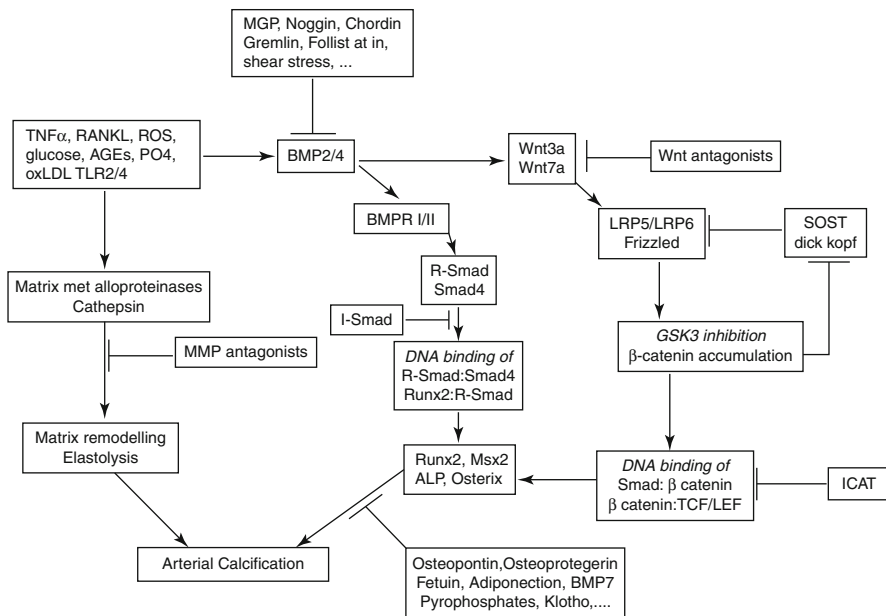 MGP, Noggin, Chordin
Gremlin, Follist at in,
shear stress, ...
TNFα, RANKL, ROS,
glucose, AGEs, PO4,
oxLDL TLR2/4
BMP2/4
Wnt3a
Wnt7a
Wnt antagonists
BMPR I/II
LRP5/LRP6
Frizzled
SOST
dick kopf
R-Smad
Smad4
Matrix met alloproteinases
Cathepsin
I-Smad
GSK3 inhibition
β-catenin accumulation
MMP antagonists
DNA binding of
R-Smad:Smad4
Runx2:R-Smad
Matrix remodelling
Elastolysis
Runx2, Msx2
ALP, Osterix
DNA binding of
Smad: β catenin
β catenin:TCF/LEF
ICAT
Arterial Calcification
Osteopontin,Osteoprotegerin
Fetuin, Adiponection, BMP7
Pyrophosphates, Klotho,....